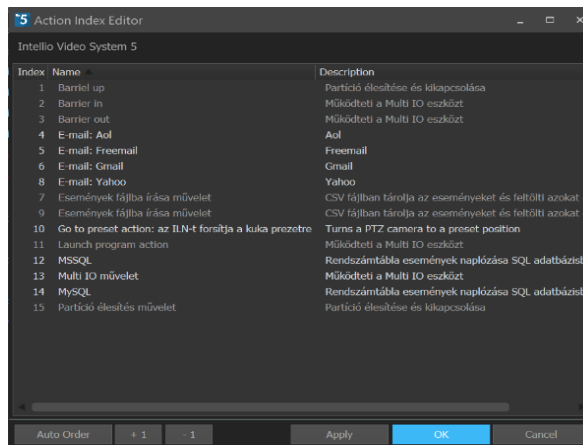 5 Action Index Editor
Intellio Video System 5
Index Name Description
1 Barriel up Partíció élesítése és kikapcsolása
2 Barrier in Működteti a Multi IO eszközt
3 Barrier out Működteti a Multi IO eszközt
4 E-mail: Aol Aol
5 E-mail: Freemail Freemail
6 E-mail: Gmail Gmail
8 E-mail: Yahoo Yahoo
7 Események fájlba írása művelet CSV fájlban tárolja az eseményeket és feltölti azokat
9 Események fájlba írása művelet CSV fájlban tárolja az eseményeket és feltölti azokat
10 Go to preset action: az ILN-t forsítja a kuka prezetre Turns a PTZ camera to a preset position
11 Launch program action Működteti a Multi IO eszközt
12 MSSQL Rendszámtábla események naplózása SQL adatbázisb
13 Multi IO művelet Működteti a Multi IO eszközt
14 MySQL Rendszámtábla események naplózása SQL adatbázisb
15 Partíció élesítés művelet Partíció élesítése és kikapcsolása
Auto Order + 1 - 1 Apply OK Cancel